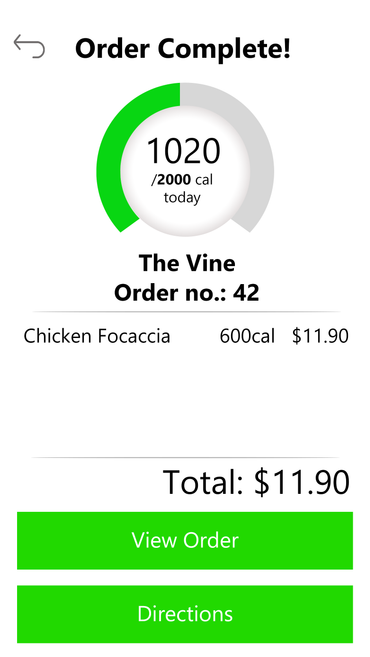 Order Complete!
1020
/2000 cal
today
The Vine
Order no.: 42
Chicken Focaccia 600cal $11.90
Total: $11.90
View Order
Directions